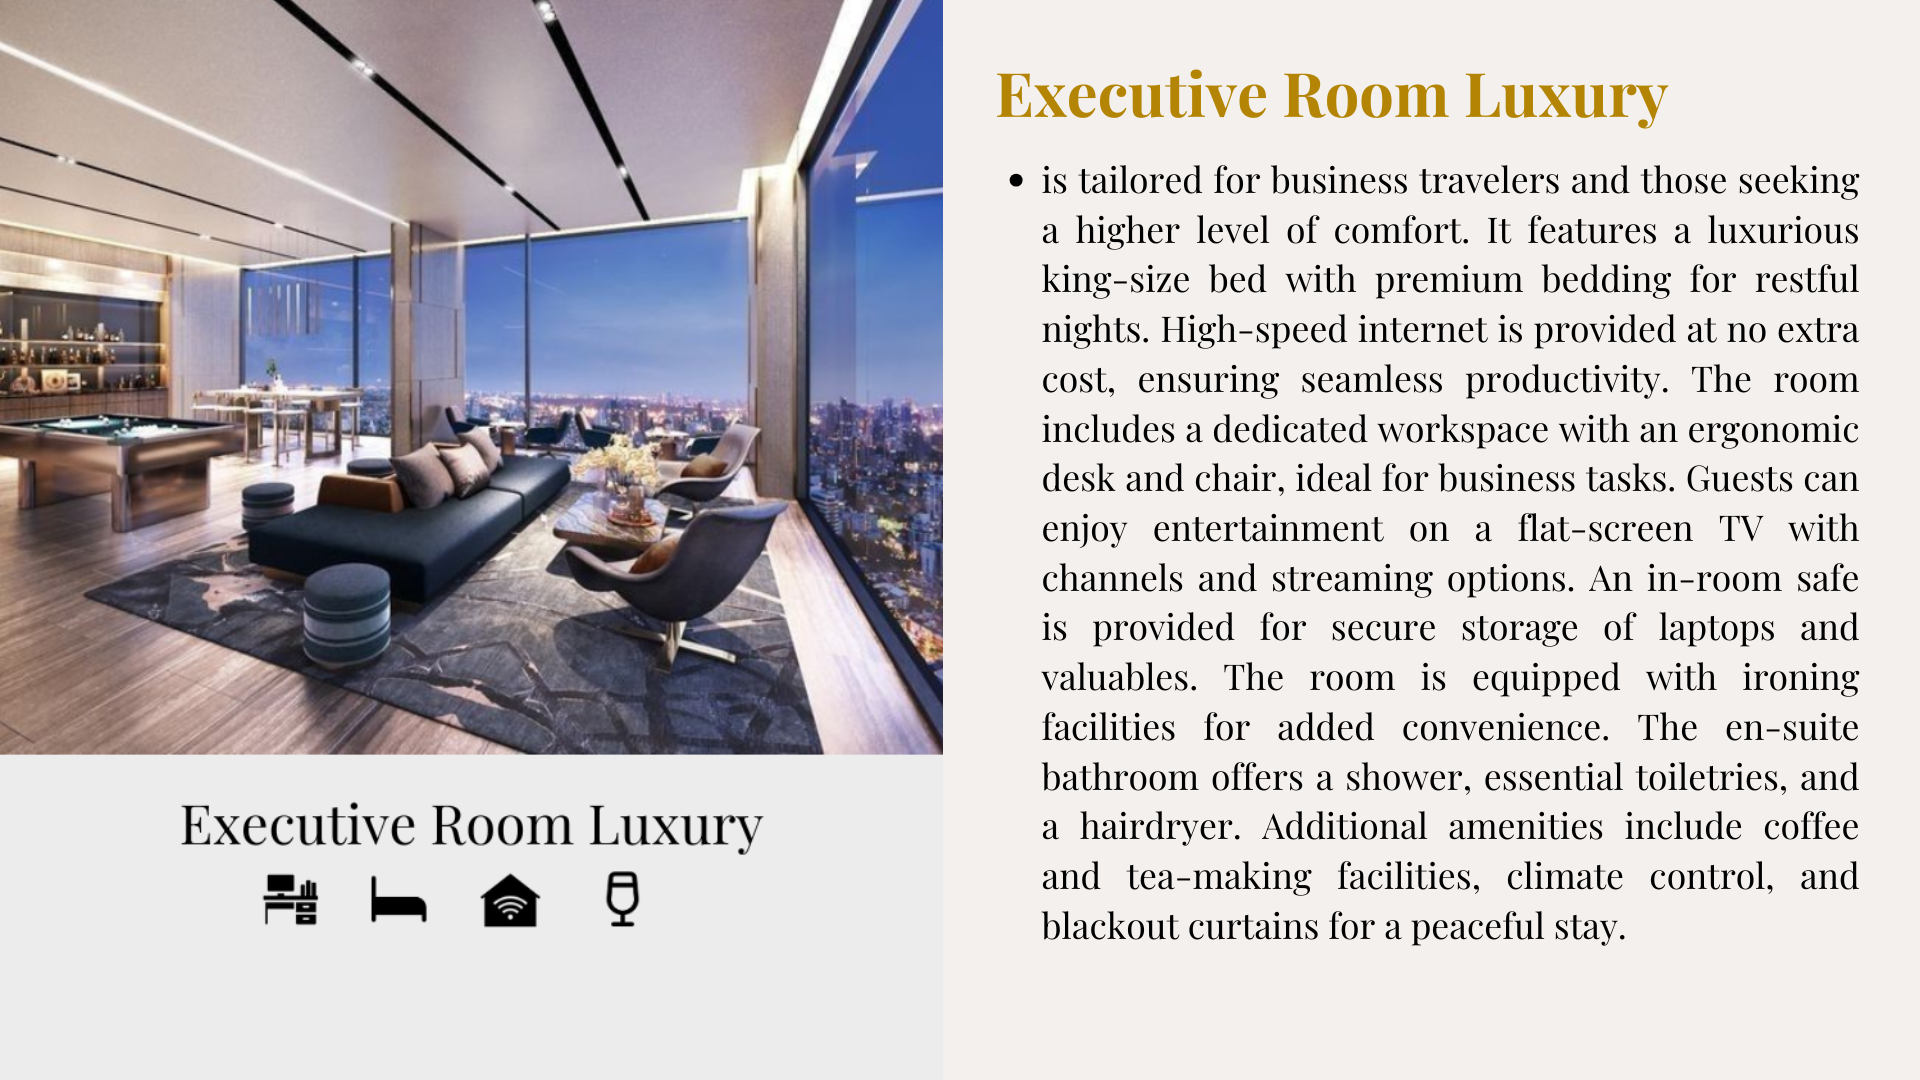 Executive Room Luxury
Executive Room Luxury
• is tailored for business travelers and those seeking
a higher level of comfort. It features a luxurious
king-size bed with premium bedding for restful
nights. High-speed internet is provided at no extra
cost, ensuring seamless productivity. The room
includes a dedicated workspace with an ergonomic
desk and chair, ideal for business tasks. Guests can
enjoy entertainment on a flat-screen TV with
channels and streaming options. An in-room safe
is provided for secure storage of laptops and
valuables. The room is equipped with ironing
facilities for added convenience. The en-suite
bathroom offers a shower, essential toiletries, and
a hairdryer. Additional amenities include coffee
and tea-making facilities, climate control, and
blackout curtains for a peaceful stay.